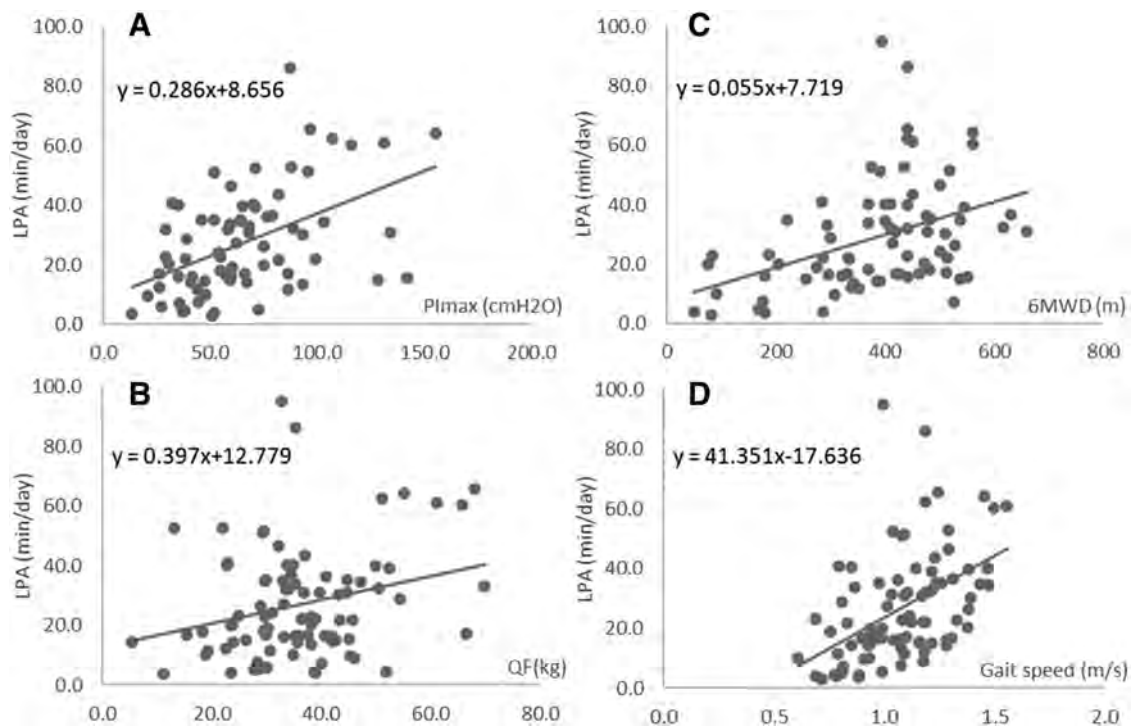 A
100.0
80.0
60.0
40.0
20.0
0.0
LPA (min/day)
y = 0.286x+8.656
PImax (cmH2O)
0.0 50.0 100.0 150.0 200.0
C
100.0
80.0
60.0
40.0
20.0
0.0
LPA (min/day)
y = 0.055x+7.719
6MWD (m)
0 200 400 600 800
B
100.0
80.0
60.0
40.0
20.0
0.0
LPA (min/day)
y = 0.397x+12.779
QF(kg)
0.0 20.0 40.0 60.0 80.0
D
100.0
80.0
60.0
40.0
20.0
0.0
LPA (min/day)
y = 41.351x-17.636
Gait speed (m/s)
0.0 0.5 1.0 1.5 2.0